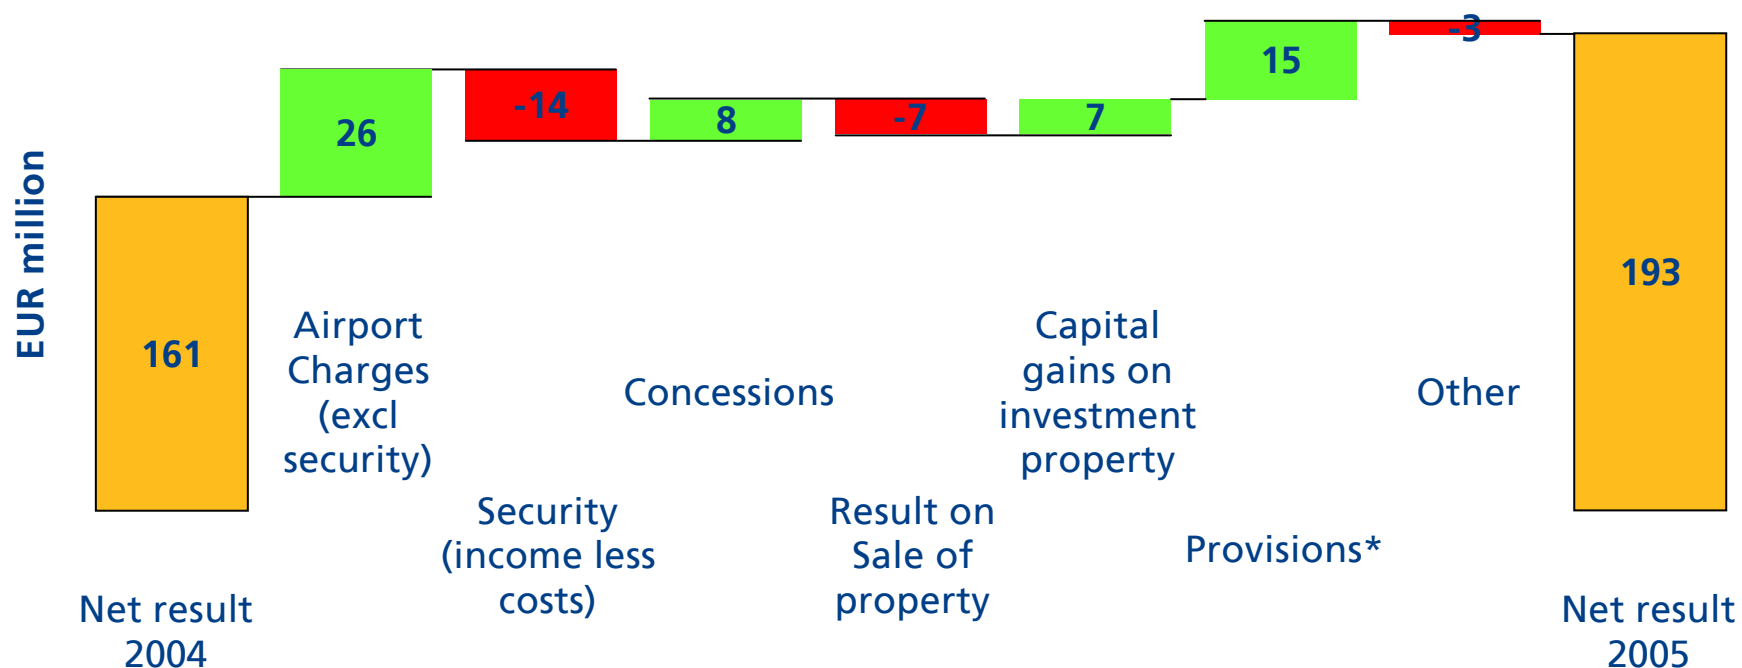 EUR million
161
26
-14
8
-7
7
15
-3
193
Net result
2004
Airport
Charges
(excl
security)
Security
(income less
costs)
Concessions
Result on
Sale of
property
Capital
gains on
investment
property
Provisions*
Other
Net result
2005